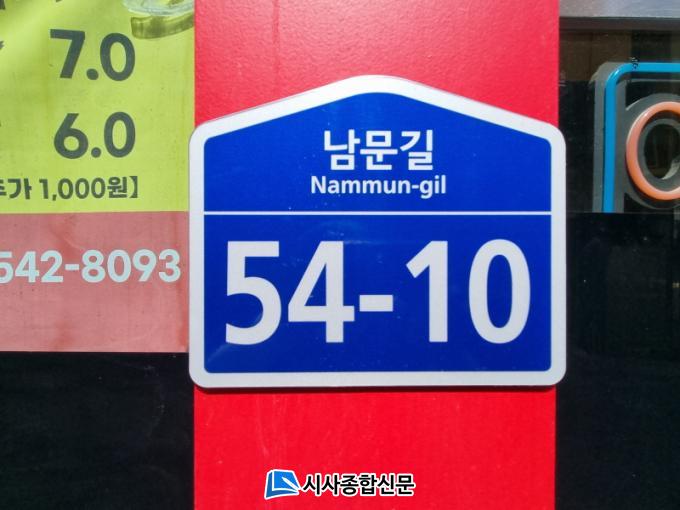 7.0
6.0
추가 1,000원】
542-8093
남문길
Nammun-gil
54-10
시사종합신문